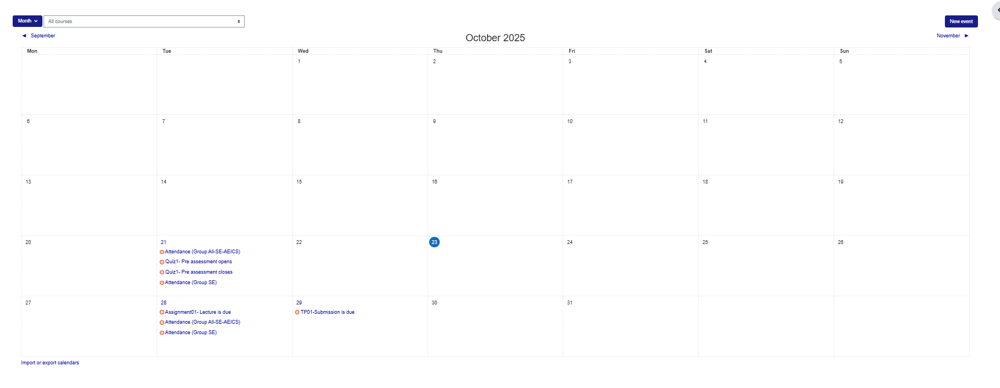 Month
All courses
New event
◄ September
October 2025
November ►
Mon Tue Wed Thu Fri Sat Sun
1 2 3 4 5
6 7 8 9 10 11 12
13 14 15 16 17 18 19
20 21 22 23 24 25 26
Attendance (Group All-SE-AEICS)
Quiz1- Pre assessment opens
Quiz1- Pre assessment closes
Attendance (Group SE)
27 28 29 30 31
Assignment01- Lecture is due
TP01-Submission is due
Attendance (Group All-SE-AEICS)
Attendance (Group SE)
Import or export calendars